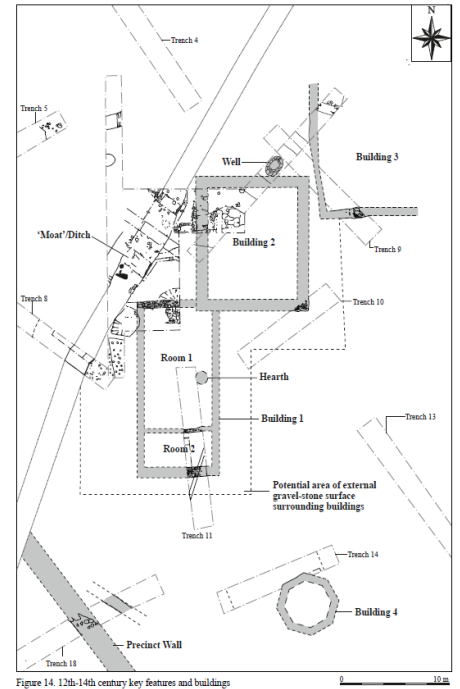 N
Trench 4
Trench 5
Well
Building 3
'Moat'/Ditch
Building 2
Trench 9
Trench 8
Trench 10
Room 1
Hearth
Building 1
Trench 13
Room 2
Potential area of external
gravel-stone surface
surrounding buildings
Trench 11
Trench 14
Building 4
Precinct Wall
Trench 18
Figure 14. 12th-14th century key features and buildings
0 10 m